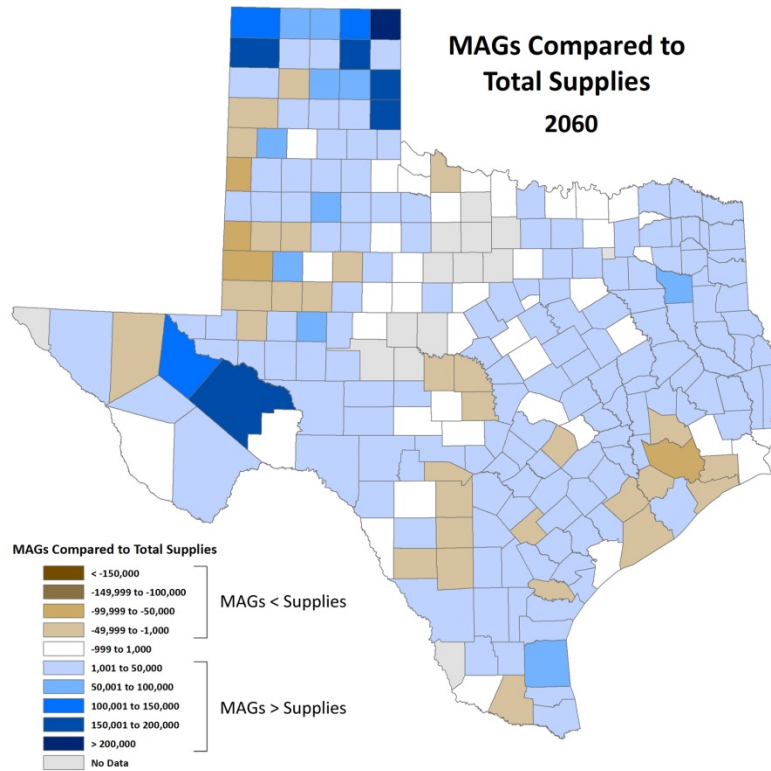 MAGs Compared to
Total Supplies
2060
MAGs Compared to Total Supplies
< -150,000
-149,999 to -100,000
-99,999 to -50,000
-49,999 to -1,000
-999 to 1,000
1,001 to 50,000
50,001 to 100,000
100,001 to 150,000
150,001 to 200,000
> 200,000
No Data
MAGs < Supplies
MAGs > Supplies